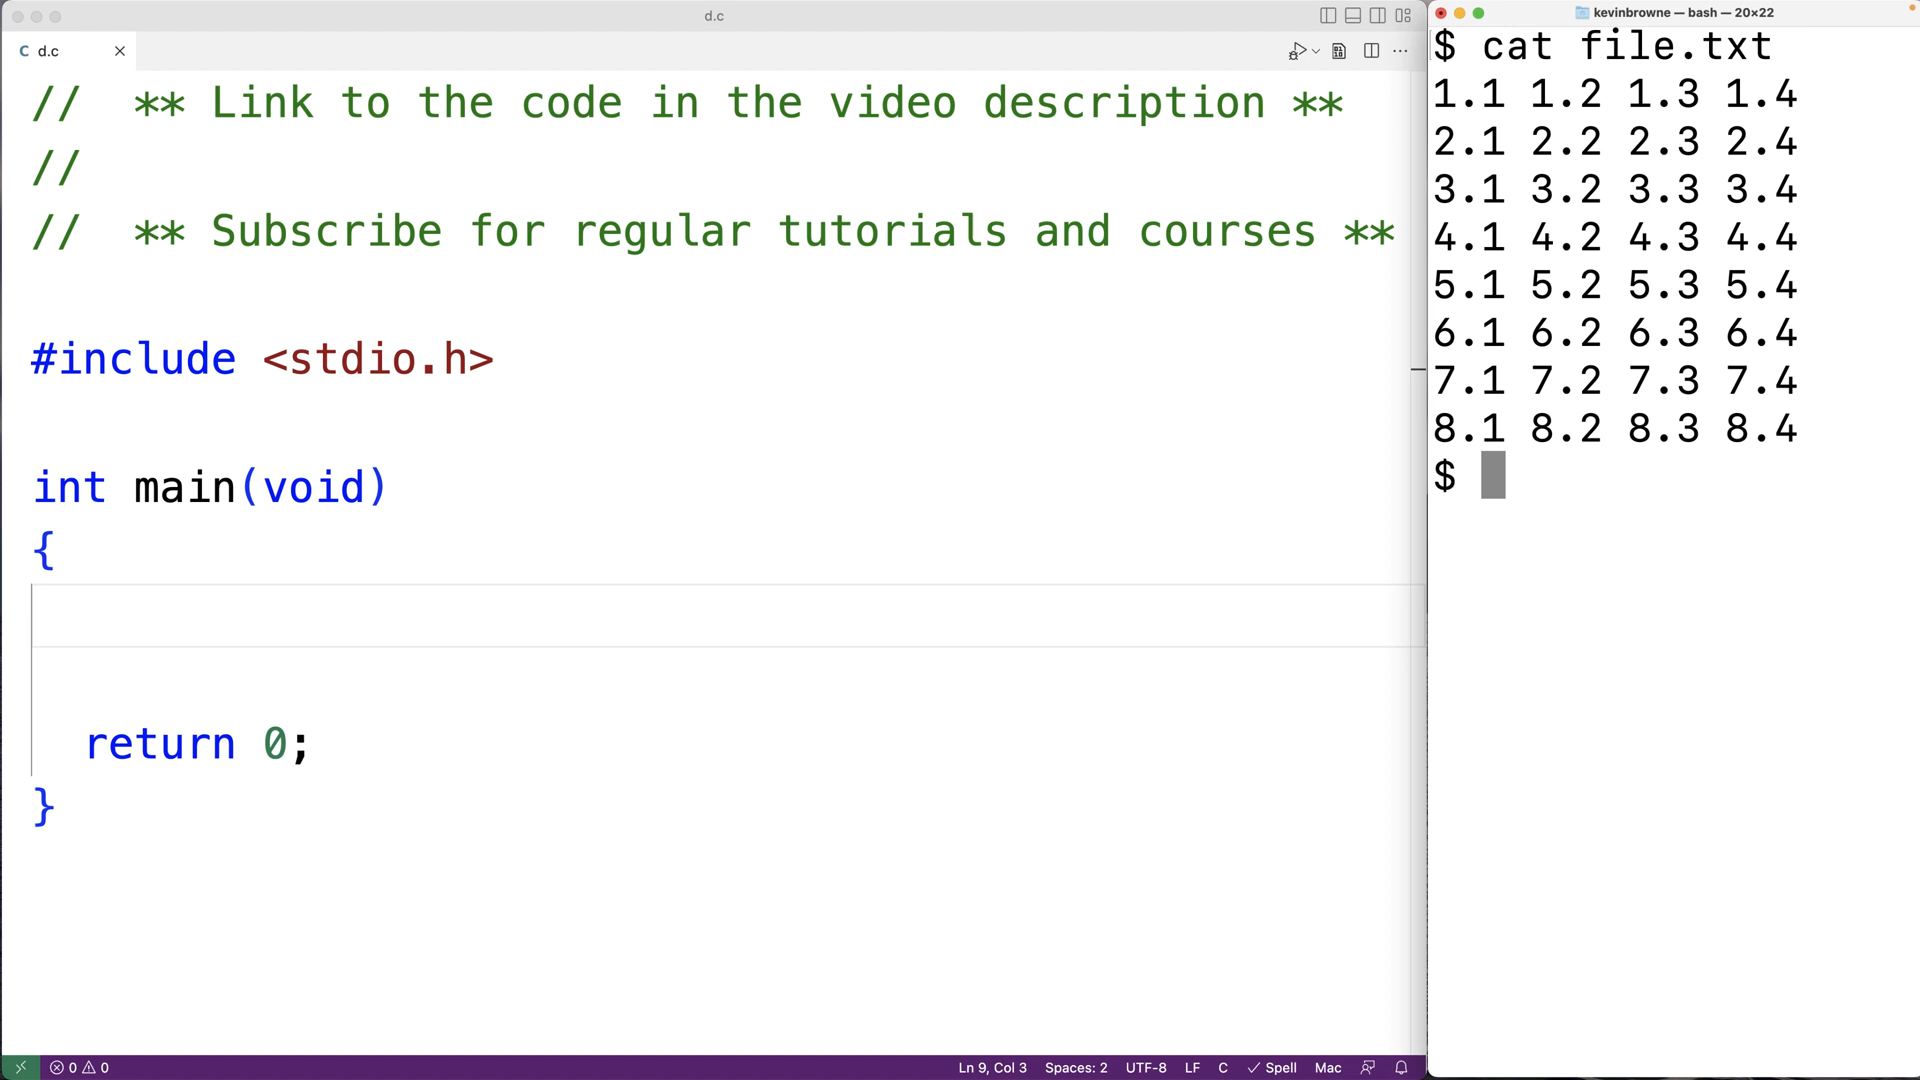 d.c
C d.c
// ** Link to the code in the video description **
//
// ** Subscribe for regular tutorials and courses **
#include <stdio.h>
int main(void)
{
return 0;
}
0 0
Ln 9, Col 3 Spaces: 2 UTF-8 LF C Spell Mac
kevinbrowne — bash — 20×22
$ cat file.txt
1.1 1.2 1.3 1.4
2.1 2.2 2.3 2.4
3.1 3.2 3.3 3.4
4.1 4.2 4.3 4.4
5.1 5.2 5.3 5.4
6.1 6.2 6.3 6.4
7.1 7.2 7.3 7.4
8.1 8.2 8.3 8.4
$